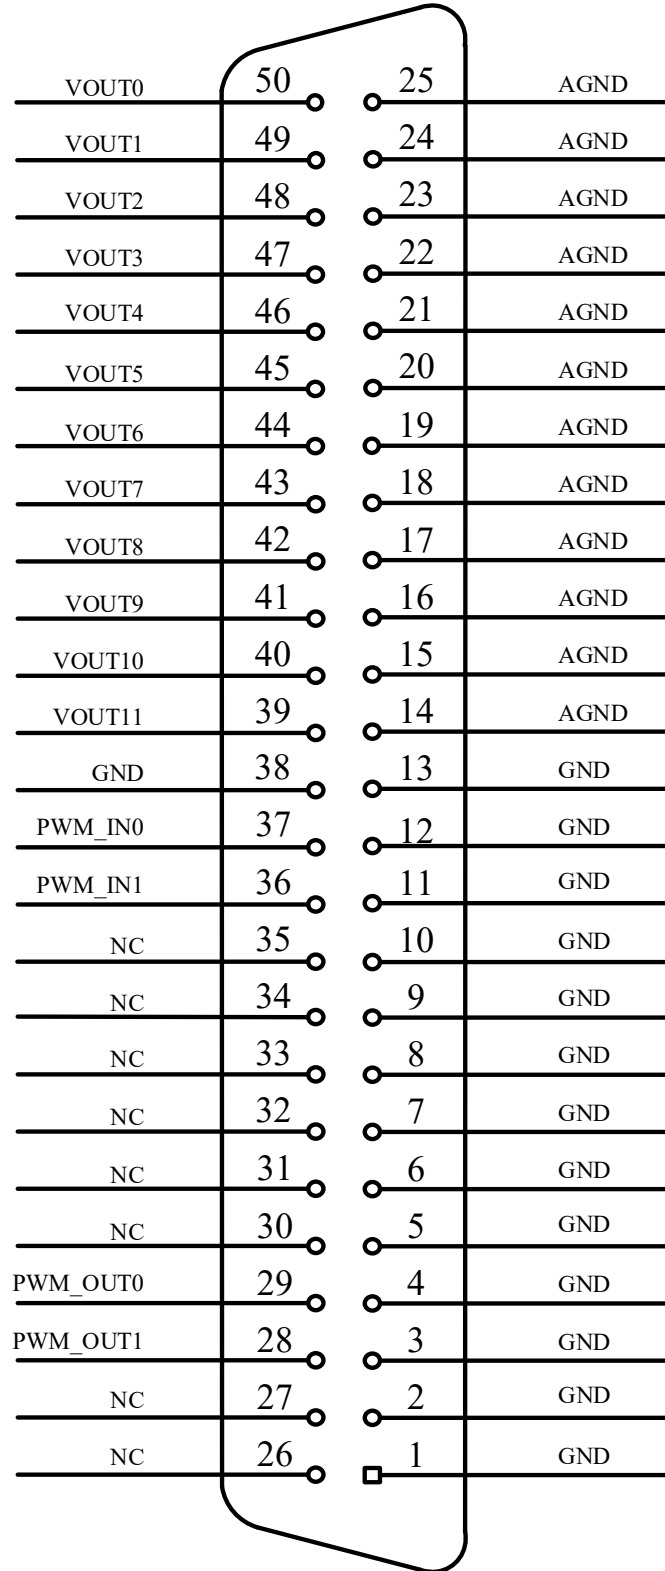 VOUT0 50 25 AGND
VOUT1 49 24 AGND
VOUT2 48 23 AGND
VOUT3 47 22 AGND
VOUT4 46 21 AGND
VOUT5 45 20 AGND
VOUT6 44 19 AGND
VOUT7 43 18 AGND
VOUT8 42 17 AGND
VOUT9 41 16 AGND
VOUT10 40 15 AGND
VOUT11 39 14 AGND
GND 38 13 GND
PWM_IN0 37 12 GND
PWM_IN1 36 11 GND
NC 35 10 GND
NC 34 9 GND
NC 33 8 GND
NC 32 7 GND
NC 31 6 GND
NC 30 5 GND
PWM_OUT0 29 4 GND
PWM_OUT1 28 3 GND
NC 27 2 GND
NC 26 1 GND